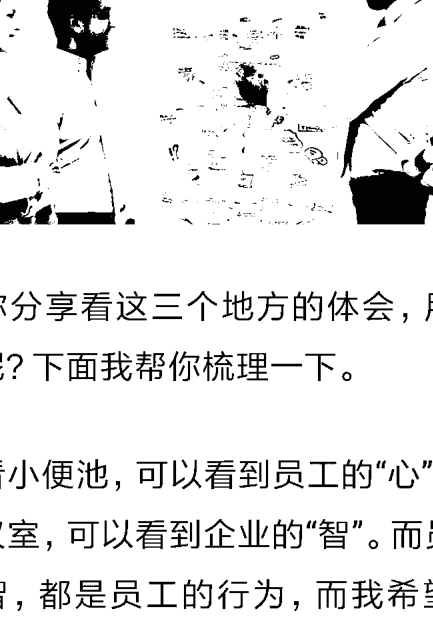 你分享看这三个地方的体会，
呢？下面我帮你梳理一下。
看小便池，可以看到员工的“心”
议室，可以看到企业的“智”。而
智，都是员工的行为，而我希望